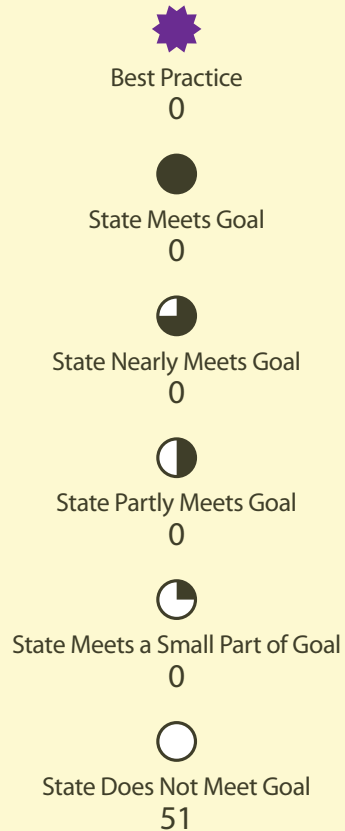 Best Practice
0
State Meets Goal
0
State Nearly Meets Goal
0
State Partly Meets Goal
0
State Meets a Small Part of Goal
0
State Does Not Meet Goal
51